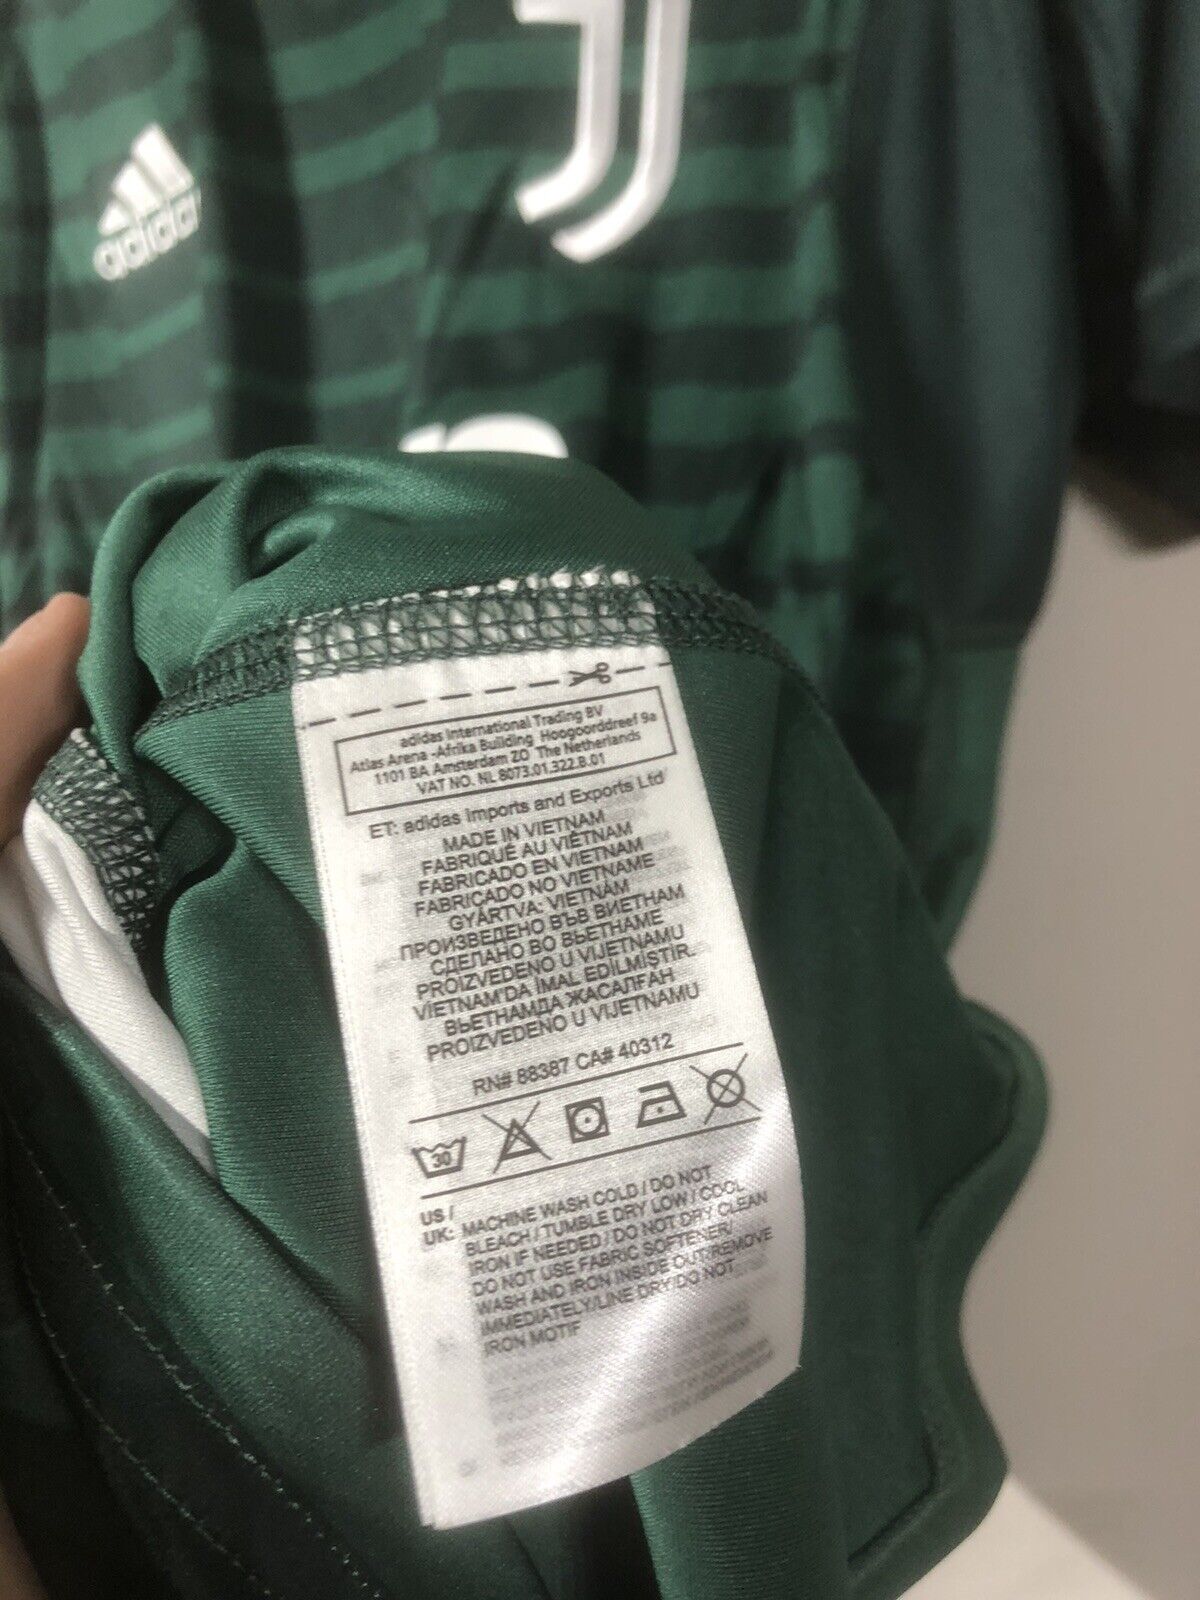 adidas
adidas International Trading BV
Atlas Arena -Afrika Building Hoogoorddreef 9a
1101 BA Amsterdam ZO The Netherlands
VAT NO. NL 8073.01.322.B.01
ET: adidas Imports and Exports Ltd
MADE IN VIETNAM
FABRIQUÉ AU VIÊTNAM
FABRICADO EN VIETNAM
FABRICADO NO VIETNAME
GYÁRTVA: VIETNÁM
ПРОИЗВЕДЕНО ВЪВ ВИЕТНАМ
СДЕЛАНО ВО ВЬЕТНАМЕ
PROIZVEDENO U VIJETNAMU
VIETNAM'DA İMAL EDİLMİŞTİR.
ВЬЕТНАМДА ЖАСАЛҒАН
PROIZVEDENO U VIJETNAMU
RN# 88387 CA# 40312
30
US / UK: MACHINE WASH COLD / DO NOT
BLEACH / TUMBLE DRY LOW / COOL
IRON IF NEEDED / DO NOT DRY CLEAN
DO NOT USE FABRIC SOFTENER/
WASH AND IRON INSIDE OUT/REMOVE
IMMEDIATELY/LINE DRY/DO NOT
IRON MOTIF